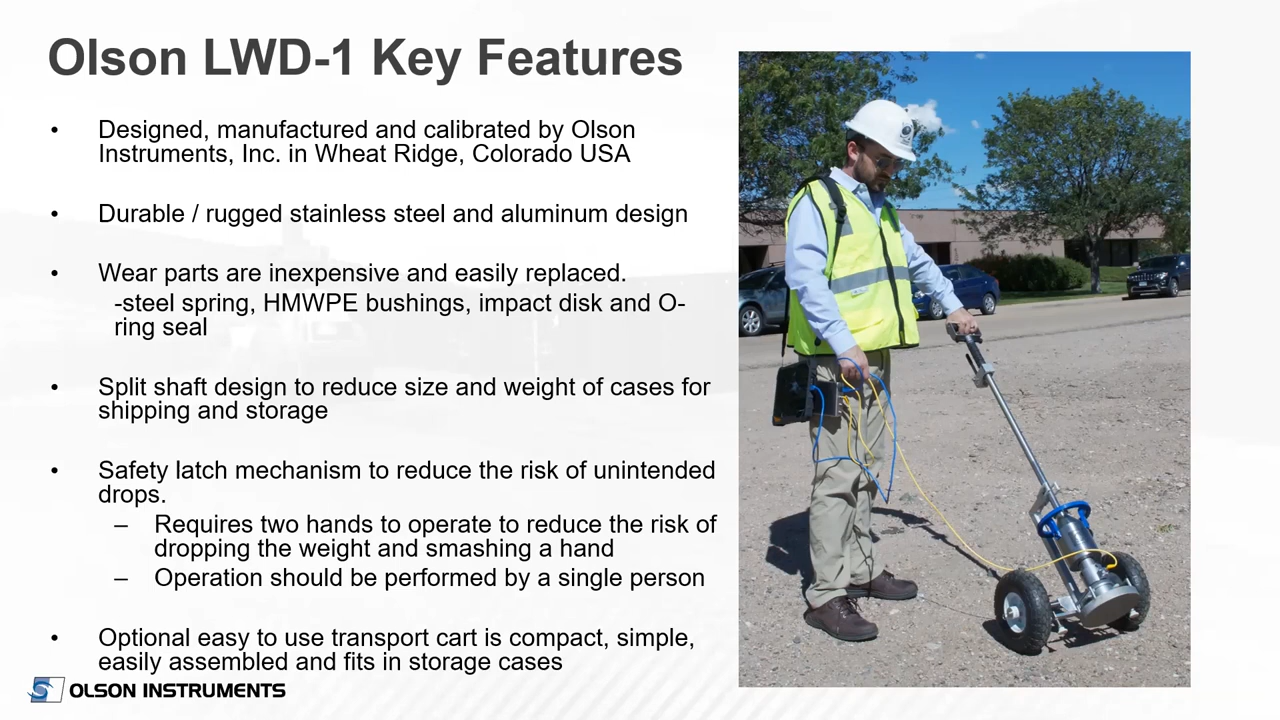 Olson LWD-1 Key Features
• Designed, manufactured and calibrated by Olson
Instruments, Inc. in Wheat Ridge, Colorado USA
• Durable / rugged stainless steel and aluminum design
• Wear parts are inexpensive and easily replaced.
-steel spring, HMWPE bushings, impact disk and O-
ring seal
• Split shaft design to reduce size and weight of cases for
shipping and storage
• Safety latch mechanism to reduce the risk of unintended
drops.
– Requires two hands to operate to reduce the risk of
dropping the weight and smashing a hand
– Operation should be performed by a single person
• Optional easy to use transport cart is compact, simple,
easily assembled and fits in storage cases
OLSON INSTRUMENTS